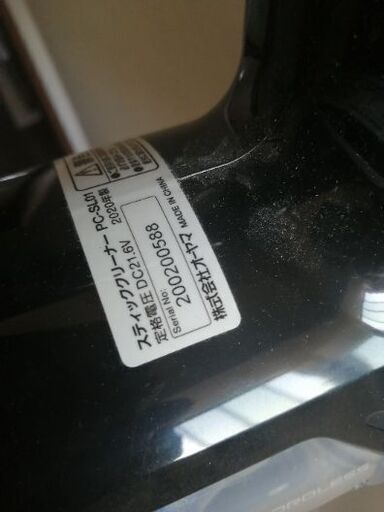 スティッククリーナー PC-SL01
定格電圧 DC21.6V 2020年製
Serial No:
200200588
株式会社オーヤマ MADE IN CHINA
CORDLESS